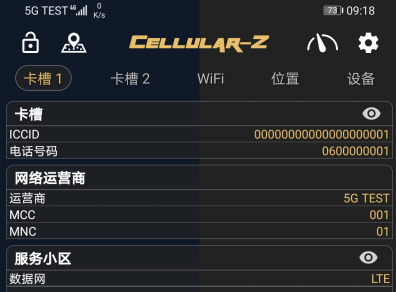 5G TEST 4G 0 K/s 73 09:18
CELLULAR-Z
卡槽 1 卡槽 2 WiFi 位置 设备
卡槽
ICCID 00000000000000000001
电话号码 0600000001
网络运营商
运营商 5G TEST
MCC 001
MNC 01
服务小区
数据网 LTE